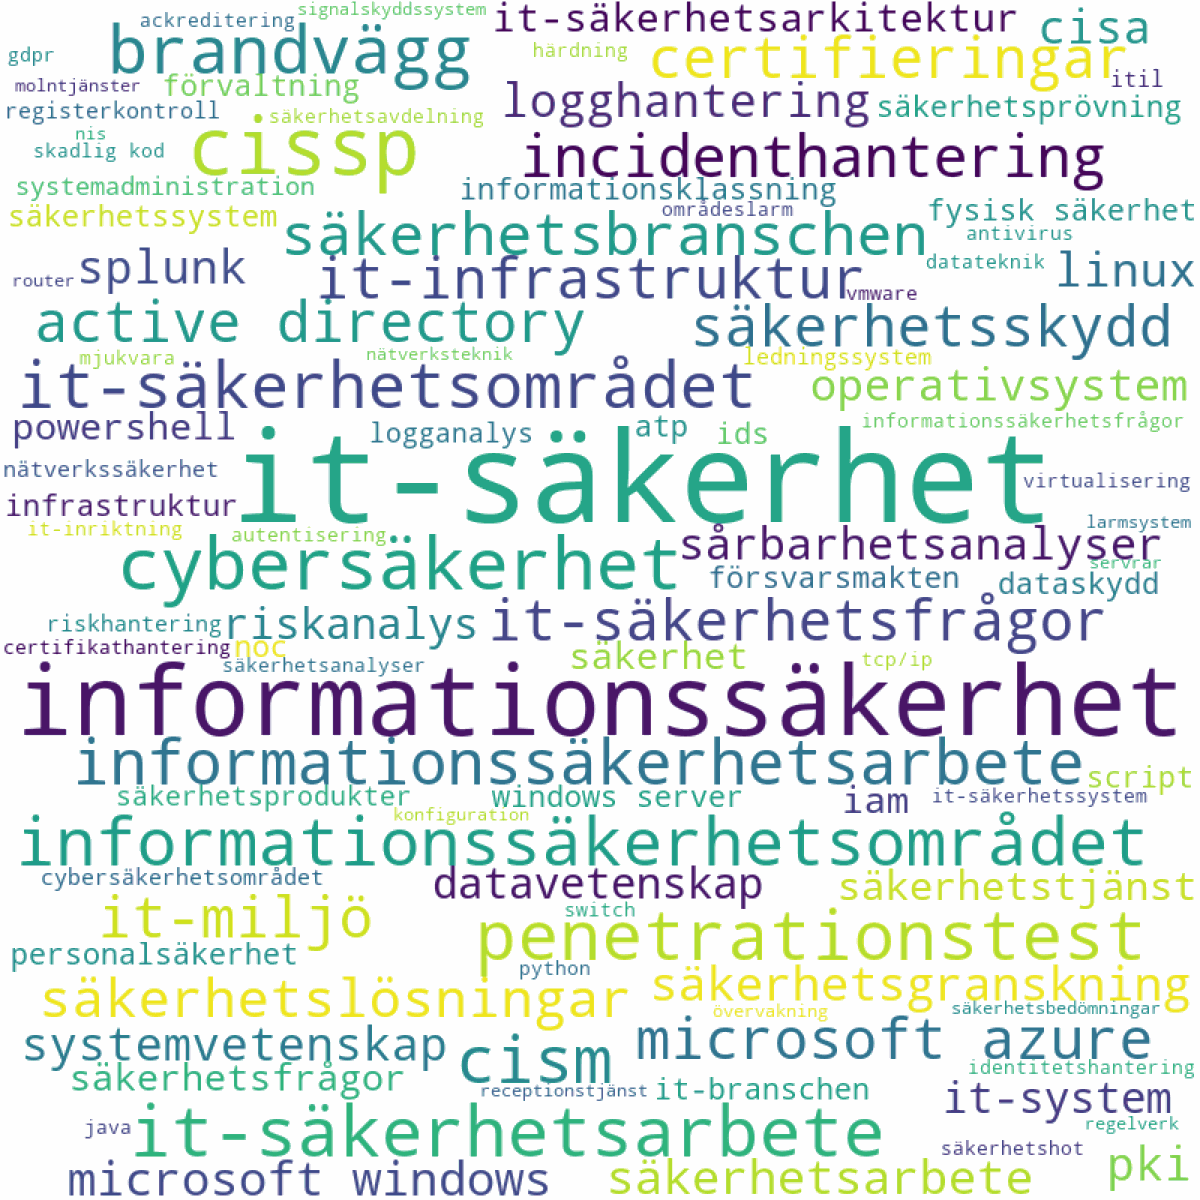 signalskyddssystem
ackreditering
it-säkerhetsarkitektur
cisa
brandvägg
gdpr
härdning
certifieringar
molntjänster
förvaltning
itil
registerkontroll
logghantering
säkerhetsprövning
säkerhetsavdelning
nis
cissp
skadlig kod
incidenthantering
systemadministration
informationsklassning
säkerhetssystem
områdeslarm
fysisk säkerhet
säkerhetsbranschen
antivirus
splunk
it-infrastruktur
datateknik
linux
router
vmware
active directory
säkerhetsskydd
mjukvara
nätverksteknik
ledningssystem
it-säkerhetsområdet
operativsystem
powershell
logganalys
atp
ids
informationssäkerhetsfrågor
nätverkssäkerhet
it-säkerhet
virtualisering
infrastruktur
it-inriktning
autentisering
larmsystem
sårbarhetsanalyser
cybersäkerhet
servrar
försvarsmakten
dataskydd
riskhantering
riskanalys
it-säkerhetsfrågor
certifikathantering
noc
säkerhetsanalyser
säkerhet
tcp/ip
informationssäkerhet
informationssäkerhetsarbete
script
säkerhetsprodukter
windows server
iam
it-säkerhetssystem
konfiguration
informationssäkerhetsområdet
cybersäkerhetsområdet
datavetenskap
säkerhetstjänst
it-miljö
switch
penetrationstest
personalsäkerhet
python
säkerhetslösningar
säkerhetsgranskning
övervakning
säkerhetsbedömningar
systemvetenskap
cism
microsoft azure
säkerhetsfrågor
identitetshantering
receptionstjänst
it-branschen
it-system
java
it-säkerhetsarbete
regelverk
säkerhetshot
microsoft windows
säkerhetsarbete
pki